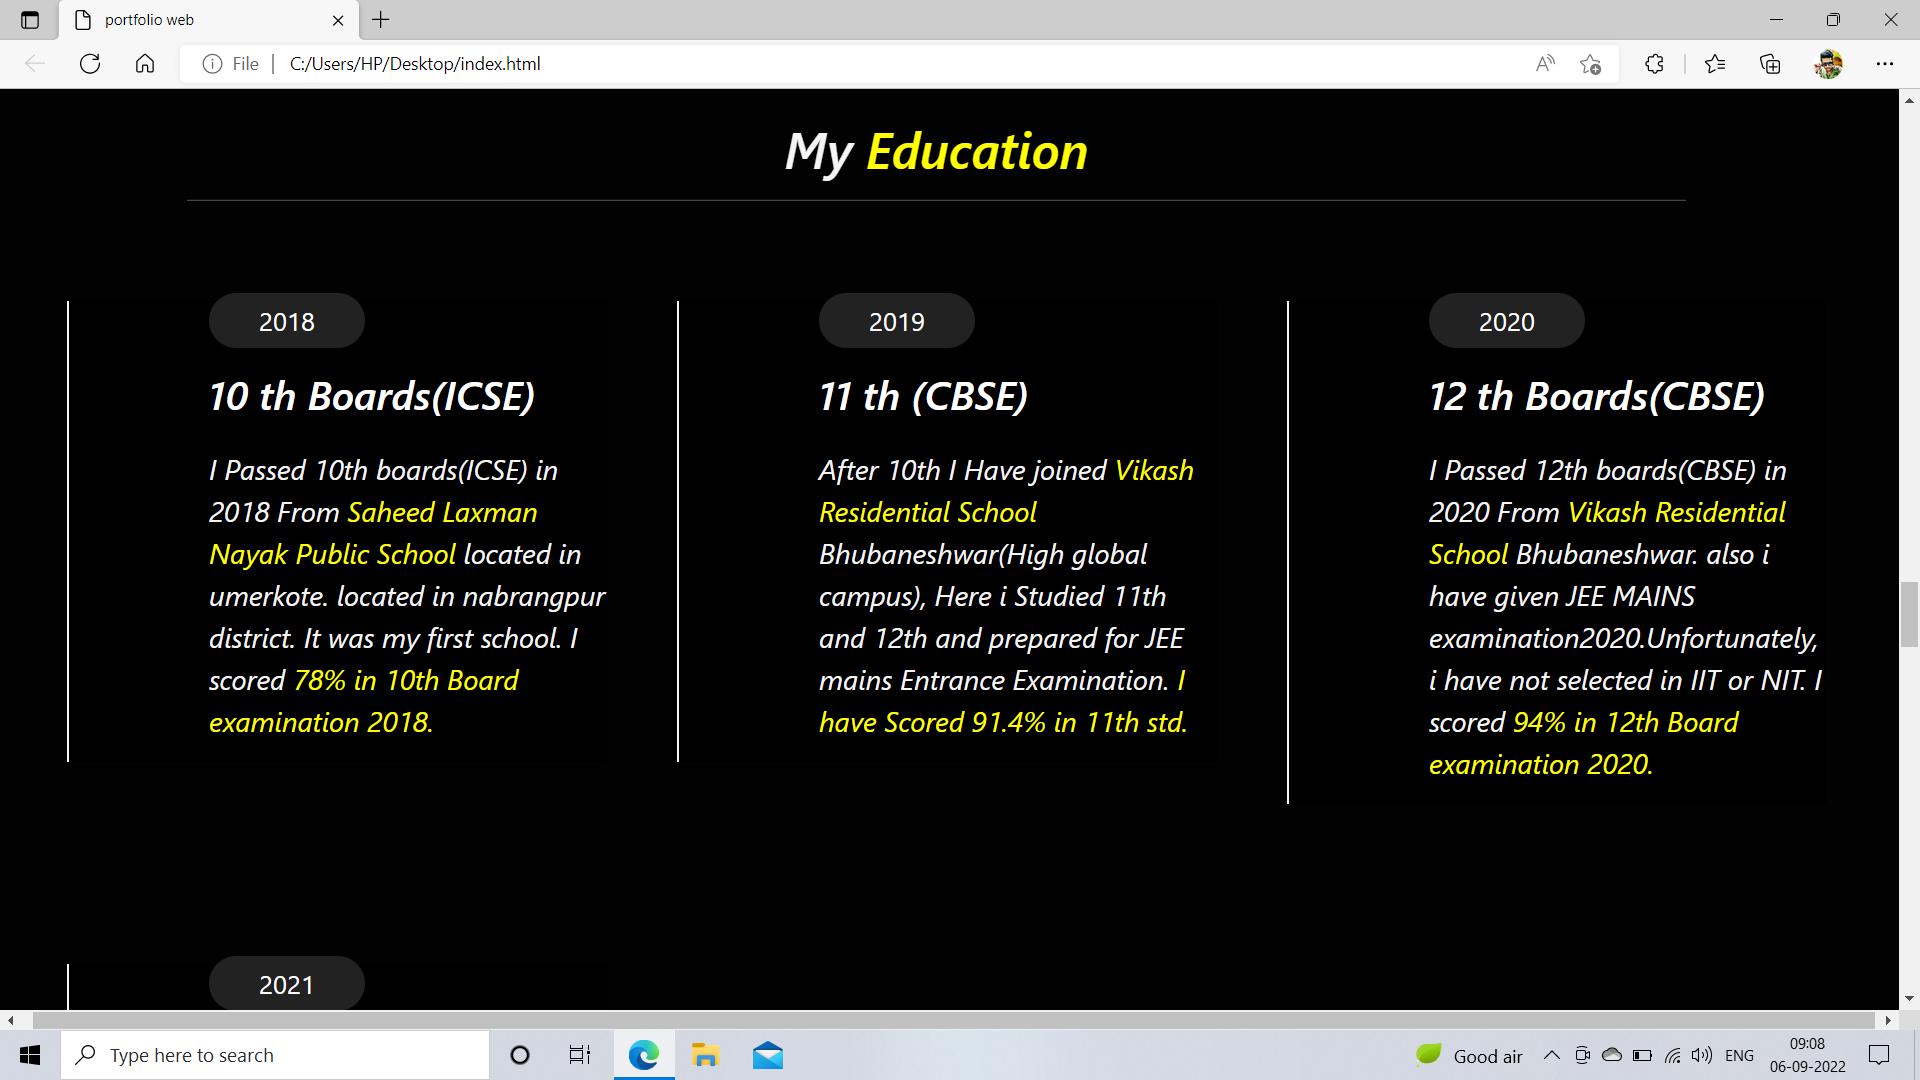 portfolio web
File
C:/Users/HP/Desktop/index.html
My Education
2018
10 th Boards(ICSE)
I Passed 10th boards(ICSE) in
2018 From Saheed Laxman
Nayak Public School located in
umerkote. located in nabrangpur
district. It was my first school. I
scored 78% in 10th Board
examination 2018.
2019
11 th (CBSE)
After 10th I Have joined Vikash
Residential School
Bhubaneshwar(High global
campus), Here i Studied 11th
and 12th and prepared for JEE
mains Entrance Examination. I
have Scored 91.4% in 11th std.
2020
12 th Boards(CBSE)
I Passed 12th boards(CBSE) in
2020 From Vikash Residential
School Bhubaneshwar. also i
have given JEE MAINS
examination2020.Unfortunately,
i have not selected in IIT or NIT. I
scored 94% in 12th Board
examination 2020.
2021
Type here to search
Good air
ENG
09:08
06-09-2022